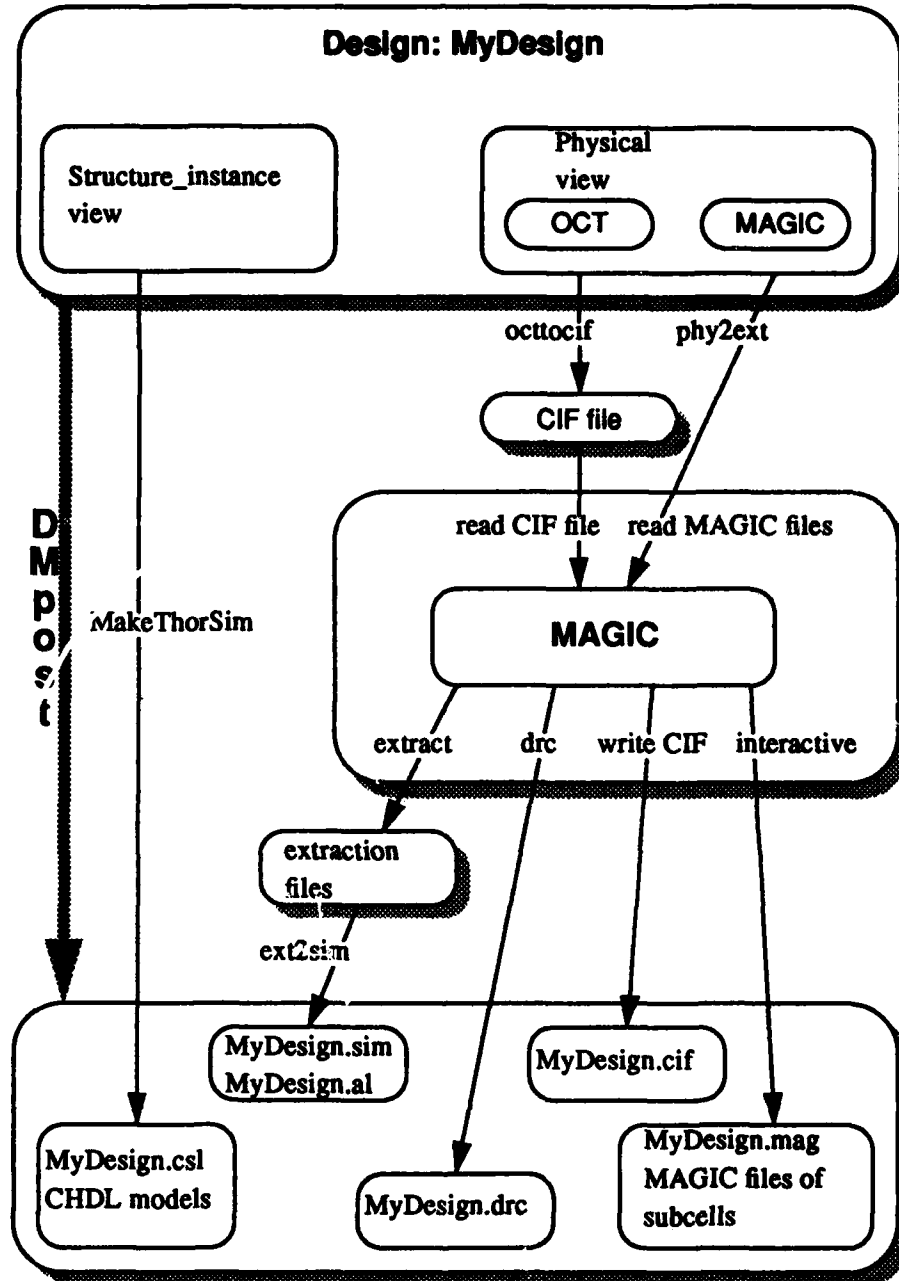 Design: MyDesign
Structure_instance
view
Physical
view
OCT
MAGIC
octtocif
phy2ext
CIF file
read CIF file
read MAGIC files
DMpost
MakeThorSim
MAGIC
extract
drc
write CIF
interactive
extraction
files
ext2sim
MyDesign.sim
MyDesign.al
MyDesign.cif
MyDesign.csl
CHDL models
MyDesign.drc
MyDesign.mag
MAGIC files of
subcells